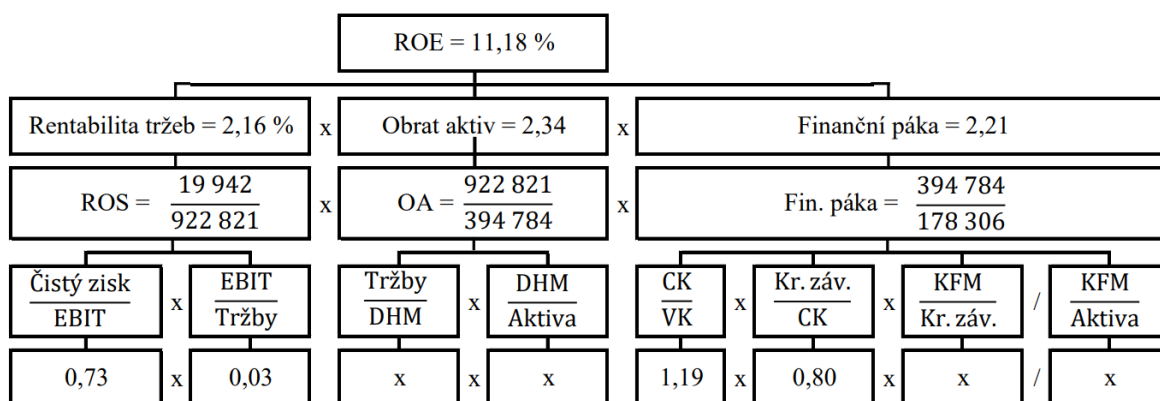 ROE = 11,18 %
Rentabilita tržeb = 2,16 % x Obrat aktiv = 2,34 x Finanční páka = 2,21
ROS = 19 942 / 922 821 x OA = 922 821 / 394 784 x Fin. páka = 394 784 / 178 306
Čistý zisk / EBIT x EBIT / Tržby Tržby / DHM x DHM / Aktiva CK / VK x Kr. záv. / CK x KFM / Kr. záv. / KFM / Aktiva
0,73 x 0,03 x x x 1,19 x 0,80 x x / x